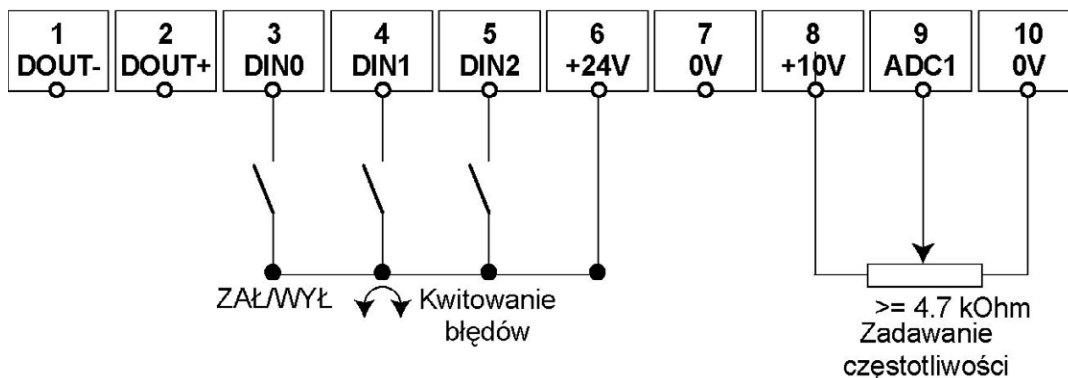 1 2 3 4 5 6 7 8 9 10
DOUT- DOUT+ DIN0 DIN1 DIN2 +24V 0V +10V ADC1 0V
ZAŁ/WYŁ Kwitowanie
błędów
>= 4.7 kOhm
Zadawanie
częstotliwości